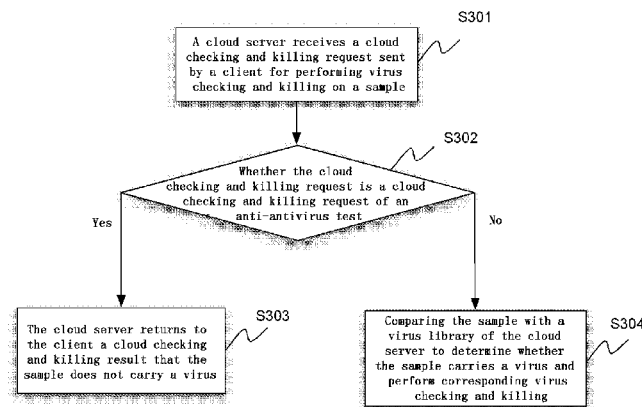 S301
A cloud server receives a cloud
checking and killing request sent
by a client for performing virus
checking and killing on a sample
S302
Whether the cloud
checking and killing request is a cloud
checking and killing request of an
anti-antivirus test
Yes
No
S303
The cloud server returns to
the client a cloud checking
and killing result that the
sample does not carry a virus
S304
Comparing the sample with a
virus library of the cloud
server to determine whether
the sample carries a virus and
perform corresponding virus
checking and killing